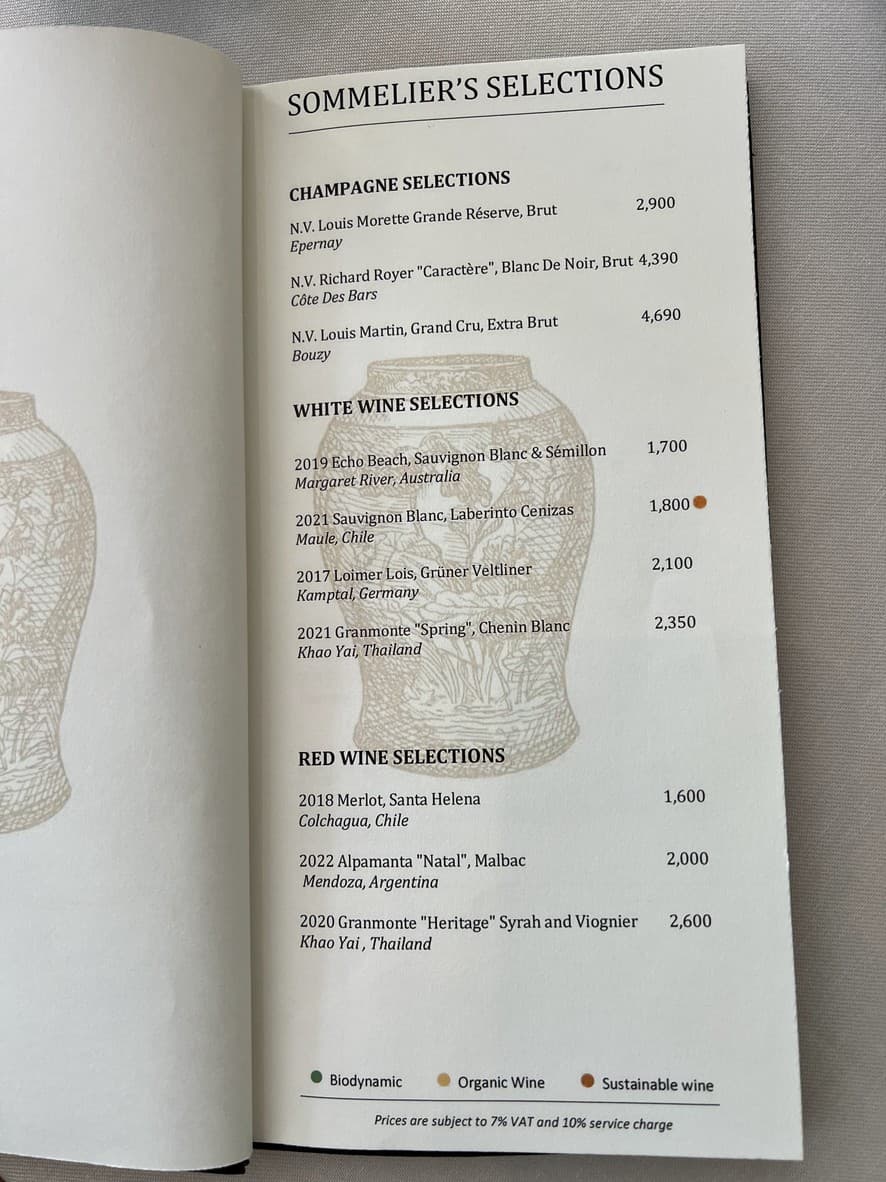 SOMMELIER'S SELECTIONS
CHAMPAGNE SELECTIONS
N.V. Louis Morette Grande Réserve, Brut 2,900
Epernay
N.V. Richard Royer "Caractère", Blanc De Noir, Brut 4,390
Côte Des Bars
N.V. Louis Martin, Grand Cru, Extra Brut 4,690
Bouzy
WHITE WINE SELECTIONS
2019 Echo Beach, Sauvignon Blanc & Sémillon 1,700
Margaret River, Australia
2021 Sauvignon Blanc, Laberinto Cenizas 1,800
Maule, Chile
2017 Loimer Lois, Grüner Veltliner 2,100
Kamptal, Germany
2021 Granmonte "Spring", Chenin Blanc 2,350
Khao Yai, Thailand
RED WINE SELECTIONS
2018 Merlot, Santa Helena 1,600
Colchagua, Chile
2022 Alpamanta "Natal", Malbac 2,000
Mendoza, Argentina
2020 Granmonte "Heritage" Syrah and Viognier 2,600
Khao Yai , Thailand
Biodynamic Organic Wine Sustainable wine
Prices are subject to 7% VAT and 10% service charge